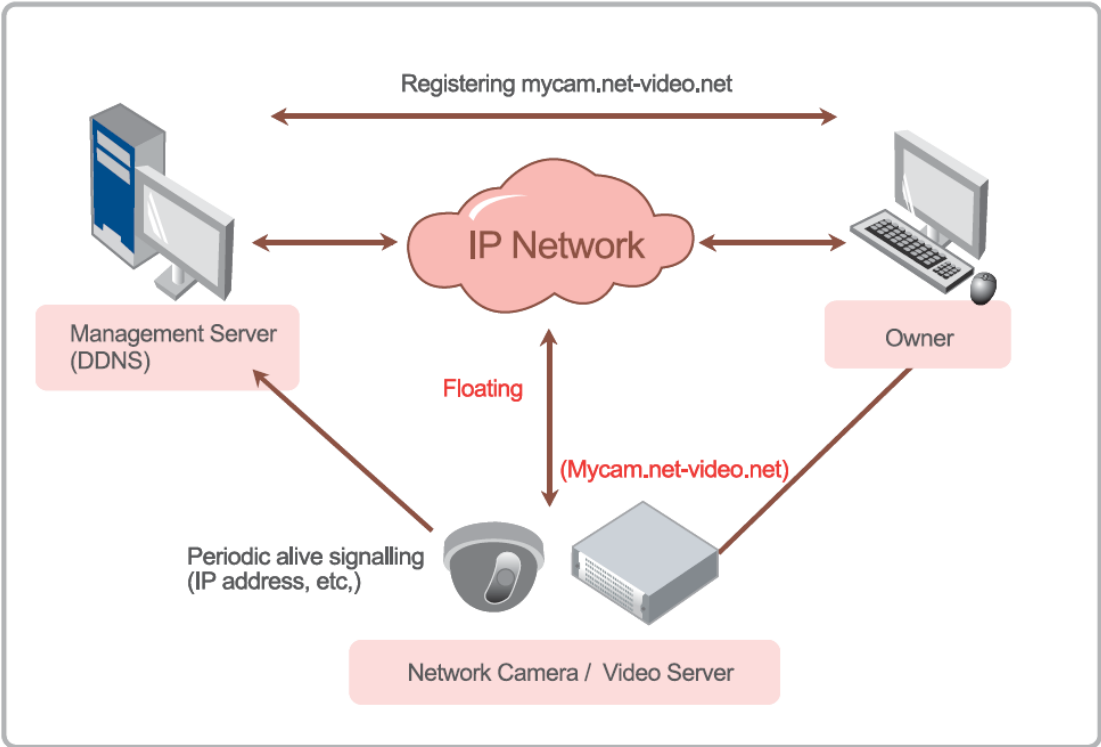 Registering mycam.net-video.net
IP Network
Management Server
(DDNS)
Owner
Floating
(Mycam.net-video.net)
Periodic alive signalling
(IP address, etc,)
Network Camera / Video Server